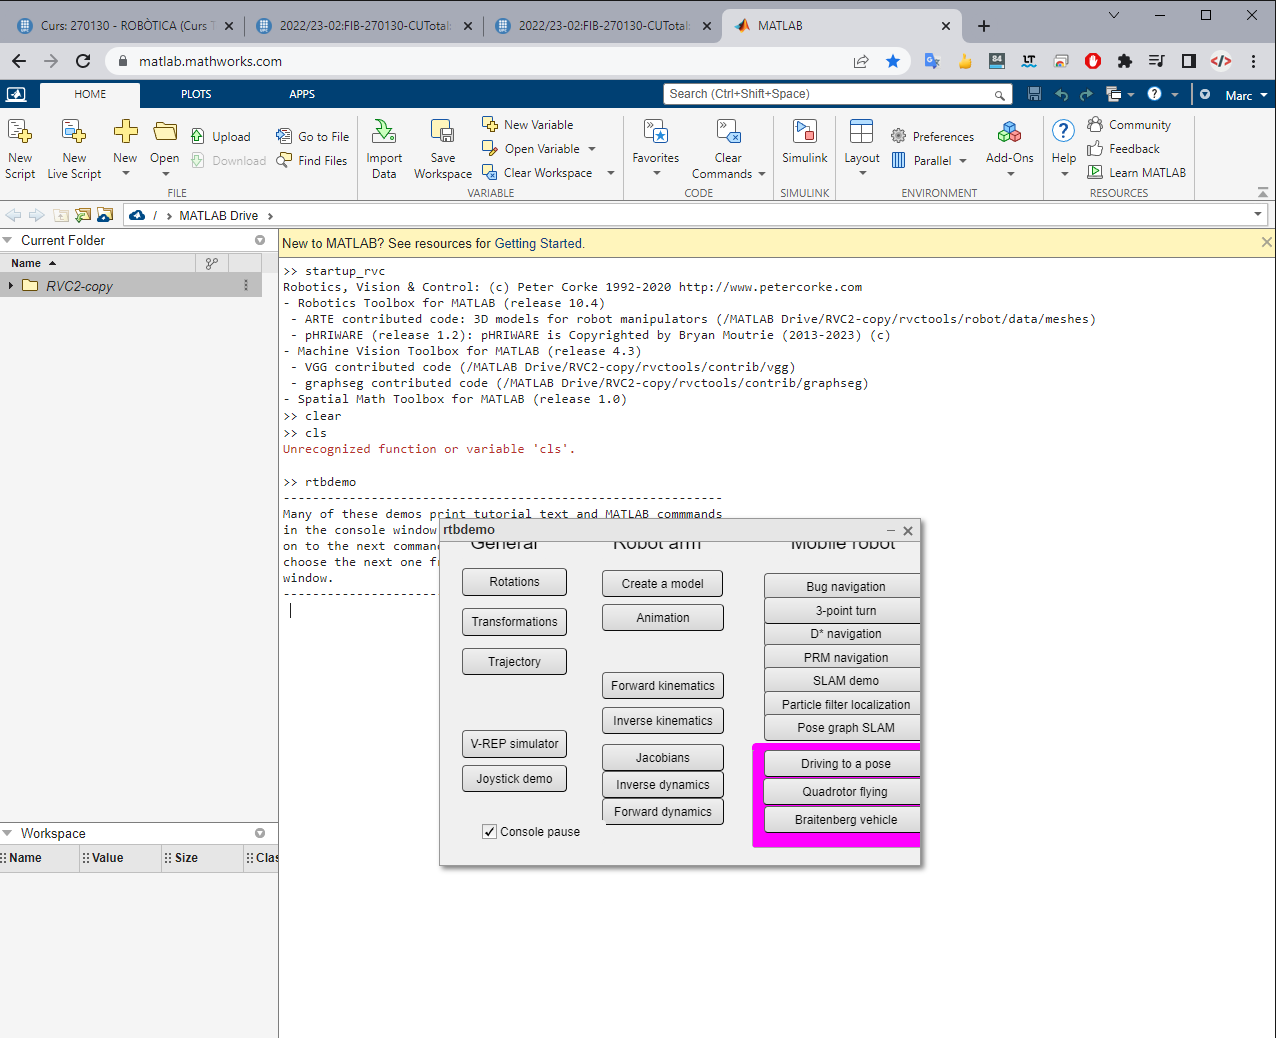 Curs: 270130 - ROBÒTICA (Curs T
2022/23-02:FIB-270130-CUTotal:
2022/23-02:FIB-270130-CUTotal:
MATLAB
matlab.mathworks.com
84
LT
HOME
PLOTS
APPS
Search (Ctrl+Shift+Space)
Marc
New Script
New Live Script
New
Open
Upload
Download
Go to File
Find Files
FILE
Import Data
Save Workspace
New Variable
Open Variable
Clear Workspace
VARIABLE
Favorites
Clear Commands
CODE
Simulink
SIMULINK
Layout
Preferences
Parallel
Add-Ons
ENVIRONMENT
Help
Community
Feedback
Learn MATLAB
RESOURCES
/ > MATLAB Drive >
Current Folder
Name
RVC2-copy
New to MATLAB? See resources for Getting Started.
>> startup_rvc
Robotics, Vision & Control: (c) Peter Corke 1992-2020 http://www.petercorke.com
- Robotics Toolbox for MATLAB (release 10.4)
- ARTE contributed code: 3D models for robot manipulators (/MATLAB Drive/RVC2-copy/rvctools/robot/data/meshes)
- pHRIWARE (release 1.2): pHRIWARE is Copyrighted by Bryan Moutrie (2013-2023) (c)
- Machine Vision Toolbox for MATLAB (release 4.3)
- VGG contributed code (/MATLAB Drive/RVC2-copy/rvctools/contrib/vgg)
- graphseg contributed code (/MATLAB Drive/RVC2-copy/rvctools/contrib/graphseg)
- Spatial Math Toolbox for MATLAB (release 1.0)
>> clear
>> cls
Unrecognized function or variable 'cls'.
>> rtbdemo
------------------------------------------------------------
Many of these demos print tutorial text and MATLAB commmands
in the console window
on to the next comman
choose the next one fr
window.
---------------------
rtbdemo
General
Rotations
Transformations
Trajectory
V-REP simulator
Joystick demo
Console pause
Robot arm
Create a model
Animation
Forward kinematics
Inverse kinematics
Jacobians
Inverse dynamics
Forward dynamics
Mobile robot
Bug navigation
3-point turn
D* navigation
PRM navigation
SLAM demo
Particle filter localization
Pose graph SLAM
Driving to a pose
Quadrotor flying
Braitenberg vehicle
Workspace
Name
Value
Size
Clas